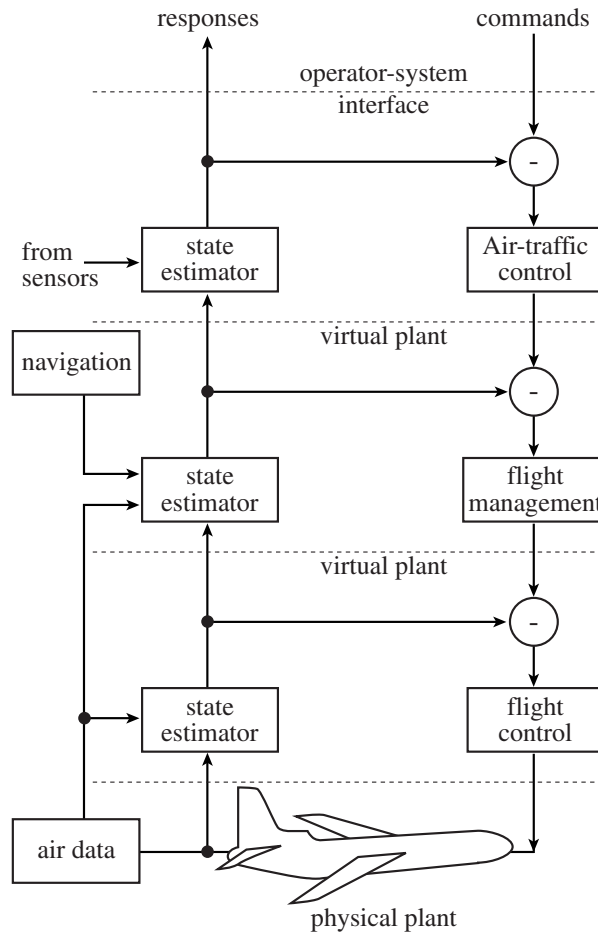 responses
commands
operator-system
interface
-
from
sensors
state
estimator
Air-traffic
control
virtual plant
navigation
-
state
estimator
flight
management
virtual plant
-
state
estimator
flight
control
air data
physical plant